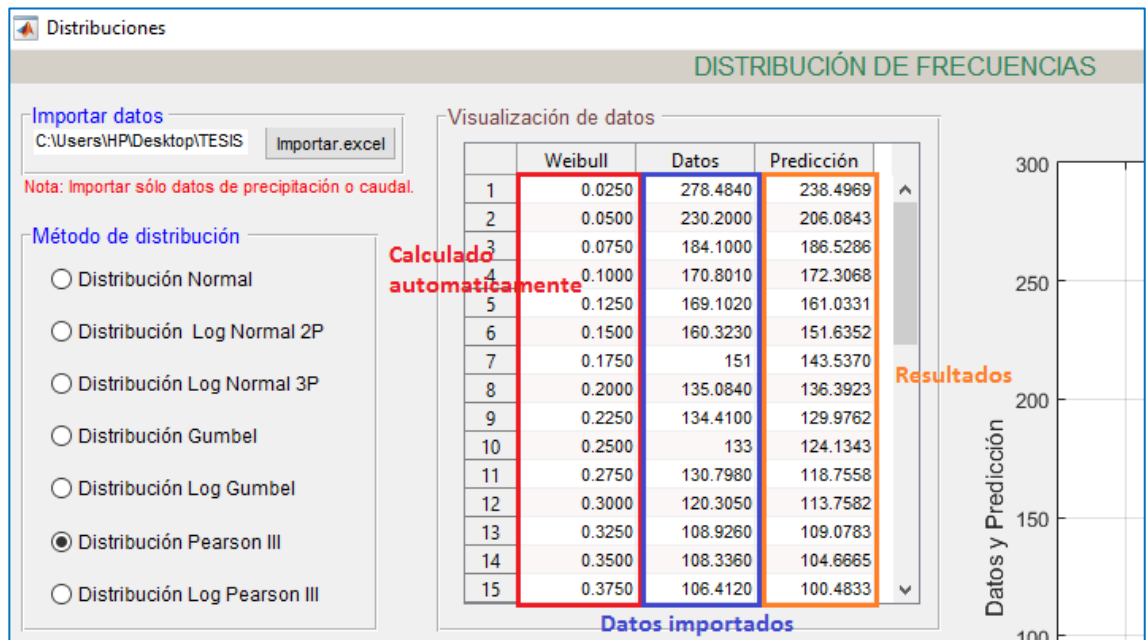 Distribuciones
DISTRIBUCIÓN DE FRECUENCIAS
Importar datos
C:\Users\HP\Desktop\TESIS
Importar.excel
Nota: Importar sólo datos de precipitación o caudal.
Método de distribución
Distribución Normal
Distribución Log Normal 2P
Distribución Log Normal 3P
Distribución Gumbel
Distribución Log Gumbel
Distribución Pearson III
Distribución Log Pearson III
Visualización de datos
Weibull Datos Predicción
1 0.0250 278.4840 238.4969
2 0.0500 230.2000 206.0843
3 0.0750 184.1000 186.5286
4 0.1000 170.8010 172.3068
5 0.1250 169.1020 161.0331
6 0.1500 160.3230 151.6352
7 0.1750 151 143.5370
8 0.2000 135.0840 136.3923
9 0.2250 134.4100 129.9762
10 0.2500 133 124.1343
11 0.2750 130.7980 118.7558
12 0.3000 120.3050 113.7582
13 0.3250 108.9260 109.0783
14 0.3500 108.3360 104.6665
15 0.3750 106.4120 100.4833
Calculado
automaticamente
Resultados
Datos importados
300
250
200
150
100
Datos y Predicción